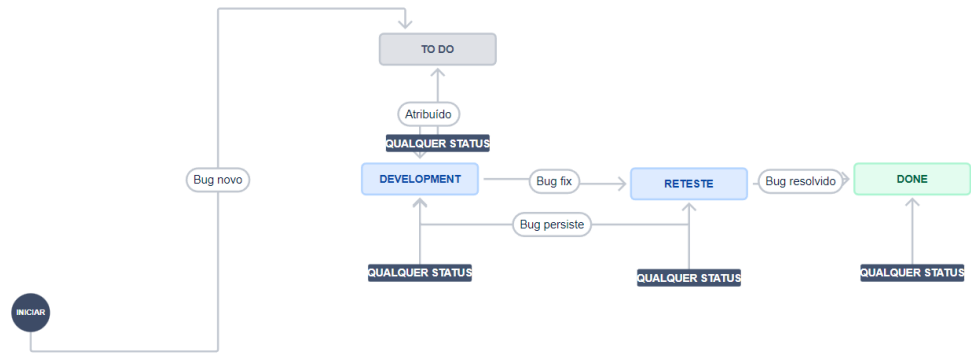 TO DO
Atribuído
QUALQUER STATUS
Bug novo
DEVELOPMENT
Bug fix
RETESTE
Bug resolvido
DONE
Bug persiste
QUALQUER STATUS
QUALQUER STATUS
QUALQUER STATUS
INICIAR